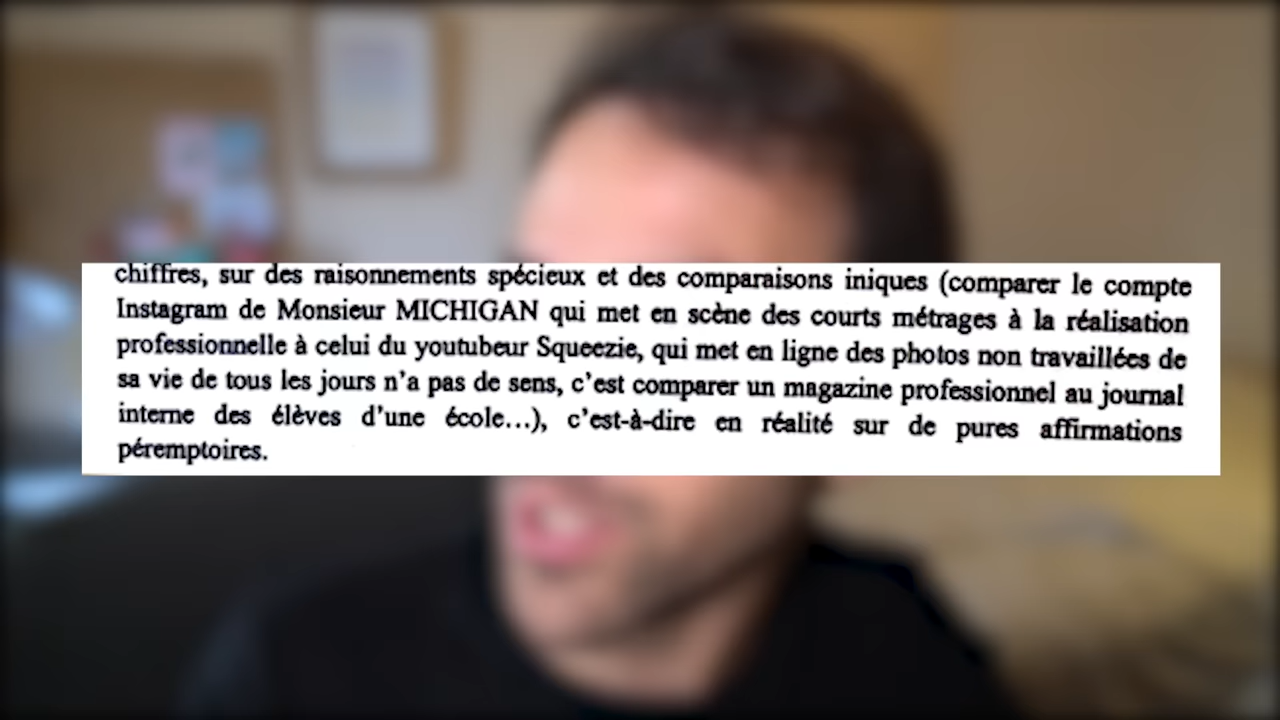 chiffres, sur des raisonnements spécieux et des comparaisons iniques (comparer le compte
Instagram de Monsieur MICHIGAN qui met en scène des courts métrages à la réalisation
professionnelle à celui du youtubeur Squeezie, qui met en ligne des photos non travaillées de
sa vie de tous les jours n'a pas de sens, c'est comparer un magazine professionnel au journal
interne des élèves d'une école…), c'est-à-dire en réalité sur de pures affirmations
péremptoires.